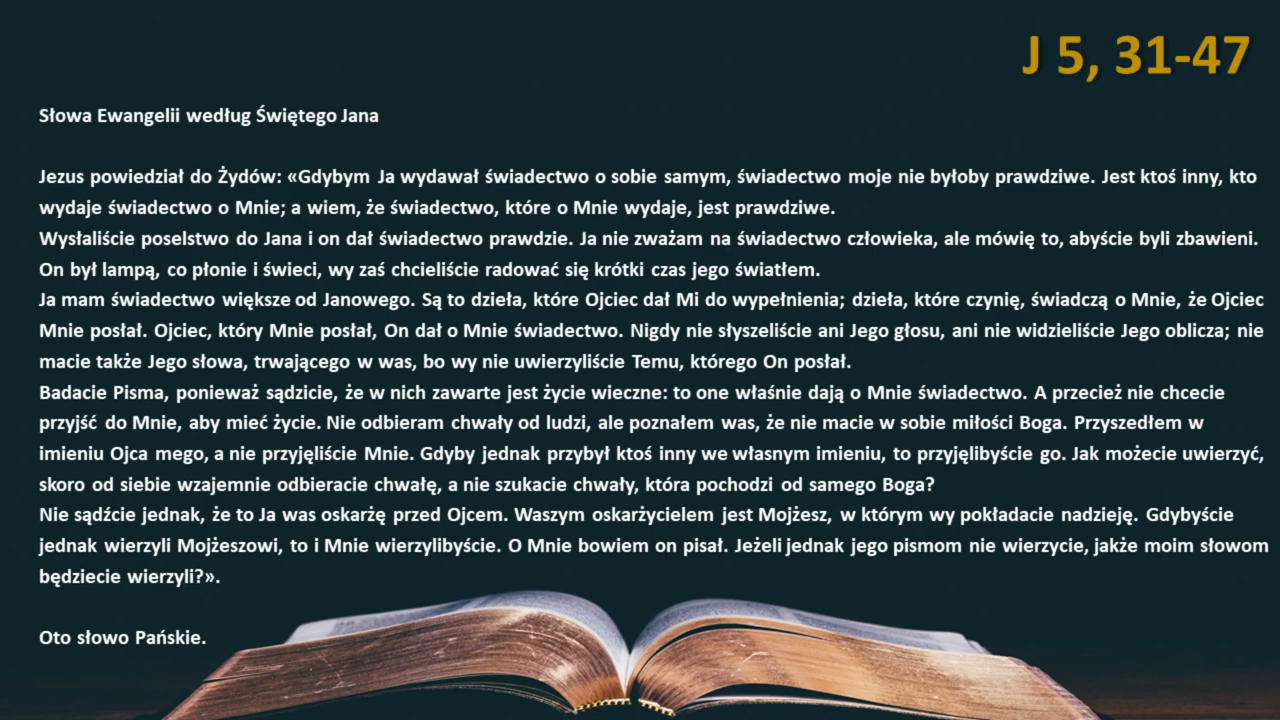 J 5, 31-47
Słowa Ewangelii według Świętego Jana
Jezus powiedział do Żydów: «Gdybym Ja wydawał świadectwo o sobie samym, świadectwo moje nie byłoby prawdziwe. Jest ktoś inny, kto
wydaje świadectwo o Mnie; a wiem, że świadectwo, które o Mnie wydaje, jest prawdziwe.
Wysłaliście poselstwo do Jana i on dał świadectwo prawdzie. Ja nie zważam na świadectwo człowieka, ale mówię to, abyście byli zbawieni.
On był lampą, co płonie i świeci, wy zaś chcieliście radować się krótki czas jego światłem.
Ja mam świadectwo większe od Janowego. Są to dzieła, które Ojciec dał Mi do wypełnienia; dzieła, które czynię, świadczą o Mnie, że Ojciec
Mnie posłał. Ojciec, który Mnie posłał, On dał o Mnie świadectwo. Nigdy nie słyszeliście ani Jego głosu, ani nie widzieliście Jego oblicza; nie
macie także Jego słowa, trwającego w was, bo wy nie uwierzyliście Temu, którego On posłał.
Badacie Pisma, ponieważ sądzicie, że w nich zawarte jest życie wieczne: to one właśnie dają o Mnie świadectwo. A przecież nie chcecie
przyjść do Mnie, aby mieć życie. Nie odbieram chwały od ludzi, ale poznałem was, że nie macie w sobie miłości Boga. Przyszedłem w
imieniu Ojca mego, a nie przyjęliście Mnie. Gdyby jednak przybył ktoś inny we własnym imieniu, to przyjęlibyście go. Jak możecie uwierzyć,
skoro od siebie wzajemnie odbieracie chwałę, a nie szukacie chwały, która pochodzi od samego Boga?
Nie sądźcie jednak, że to Ja was oskarżę przed Ojcem. Waszym oskarżycielem jest Mojżesz, w którym wy pokładacie nadzieję. Gdybyście
jednak wierzyli Mojżeszowi, to i Mnie wierzylibyście. O Mnie bowiem on pisał. Jeżeli jednak jego pismom nie wierzycie, jakże moim słowom
będziecie wierzyli?».
Oto słowo Pańskie.